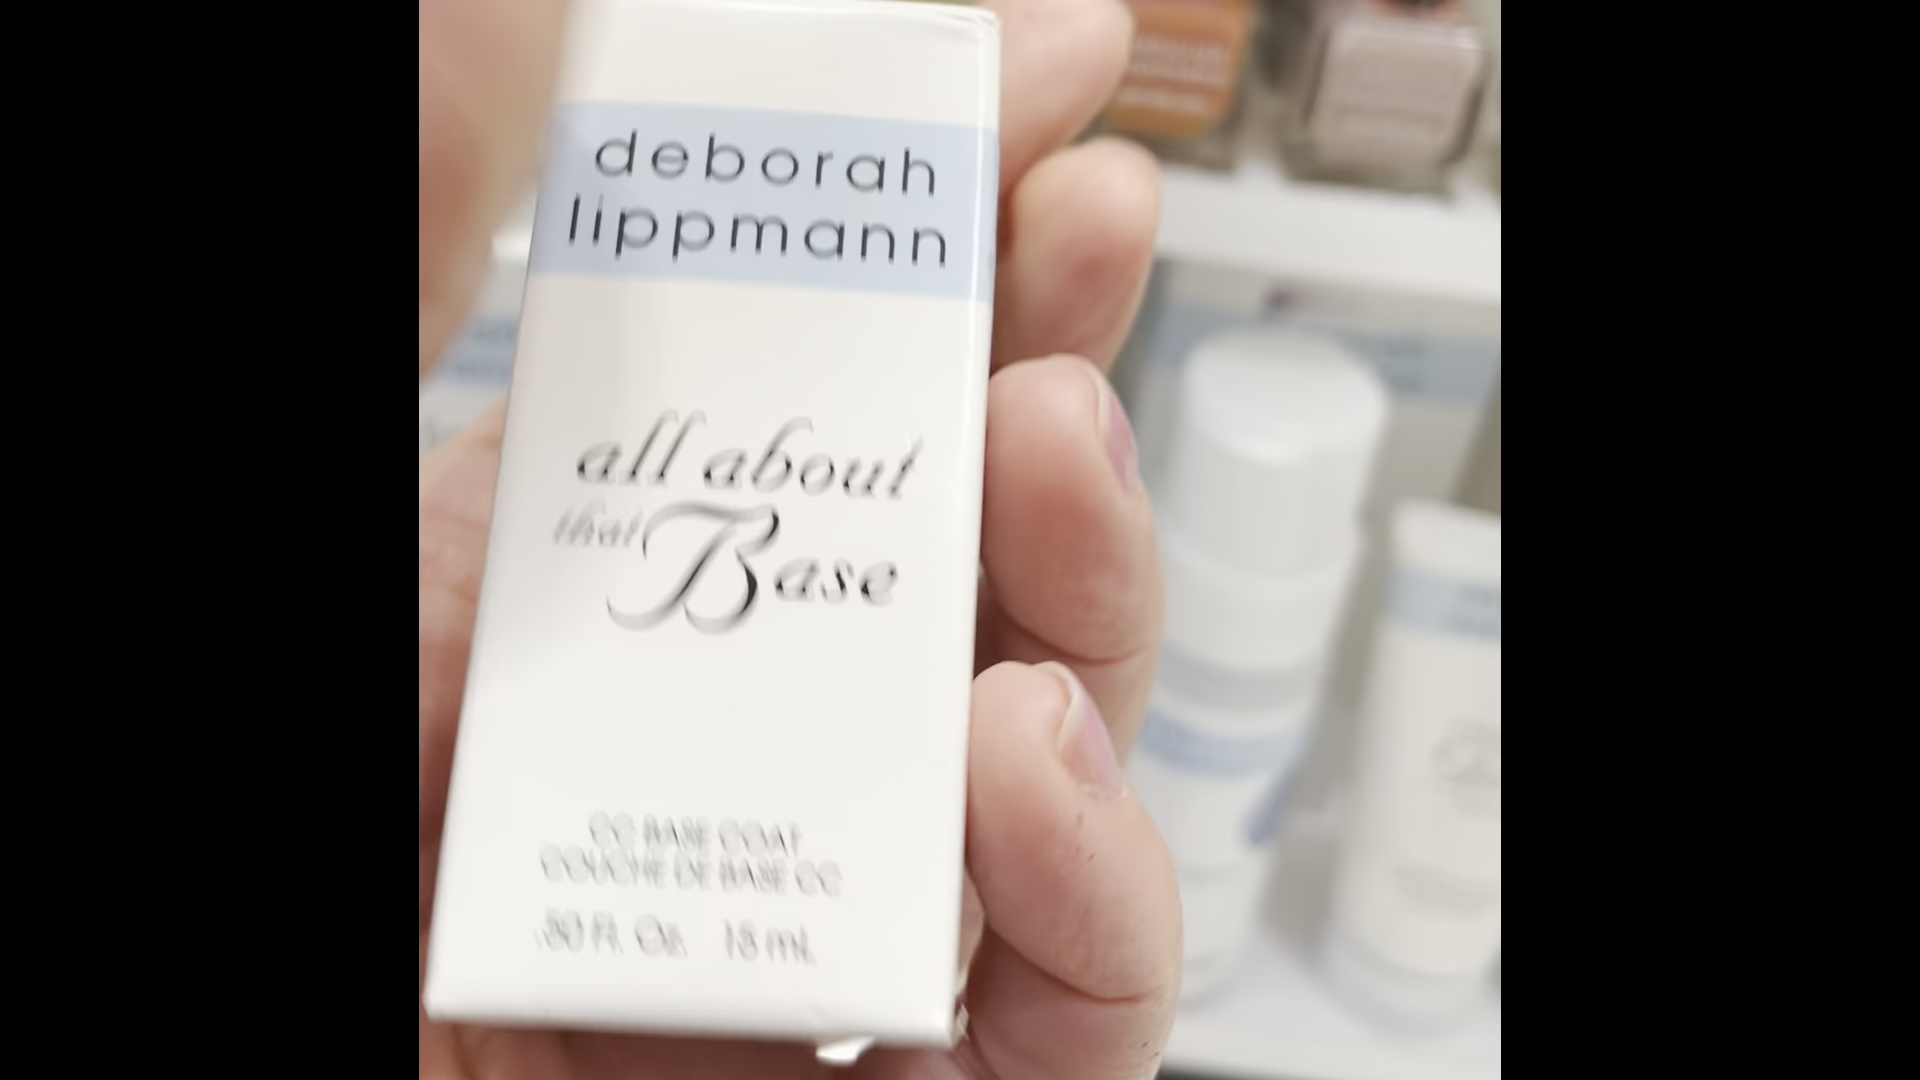 deborah
lippmann
all about
that Base
CC BASE COAT
COUCHE DE BASE CC
.50 Fl. Oz. 15 mL